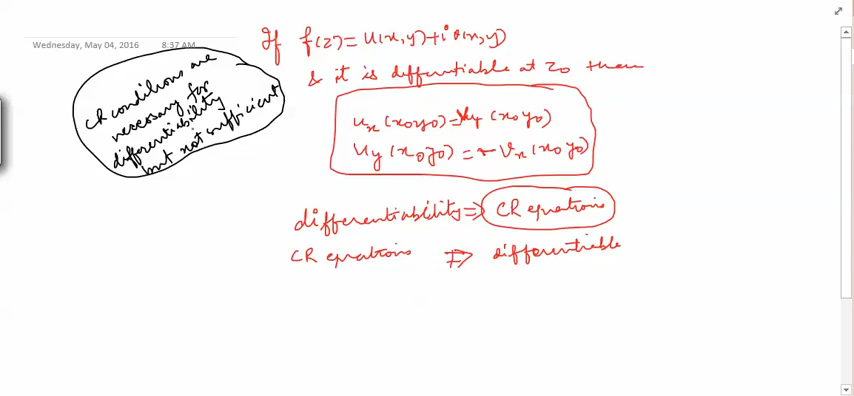 If f(z) = u(x,y) + i v(x,y)
Wednesday, May 04, 2016 8:37 AM
& it is differentiable at z0 then
CR conditions are
necessary for
differentiability
but not sufficient
ux (x0y0) = vy (x0y0)
uy (x0y0) = - vx (x0y0)
differentiability ⇒ CR equations
CR equations ⇏ differentiable